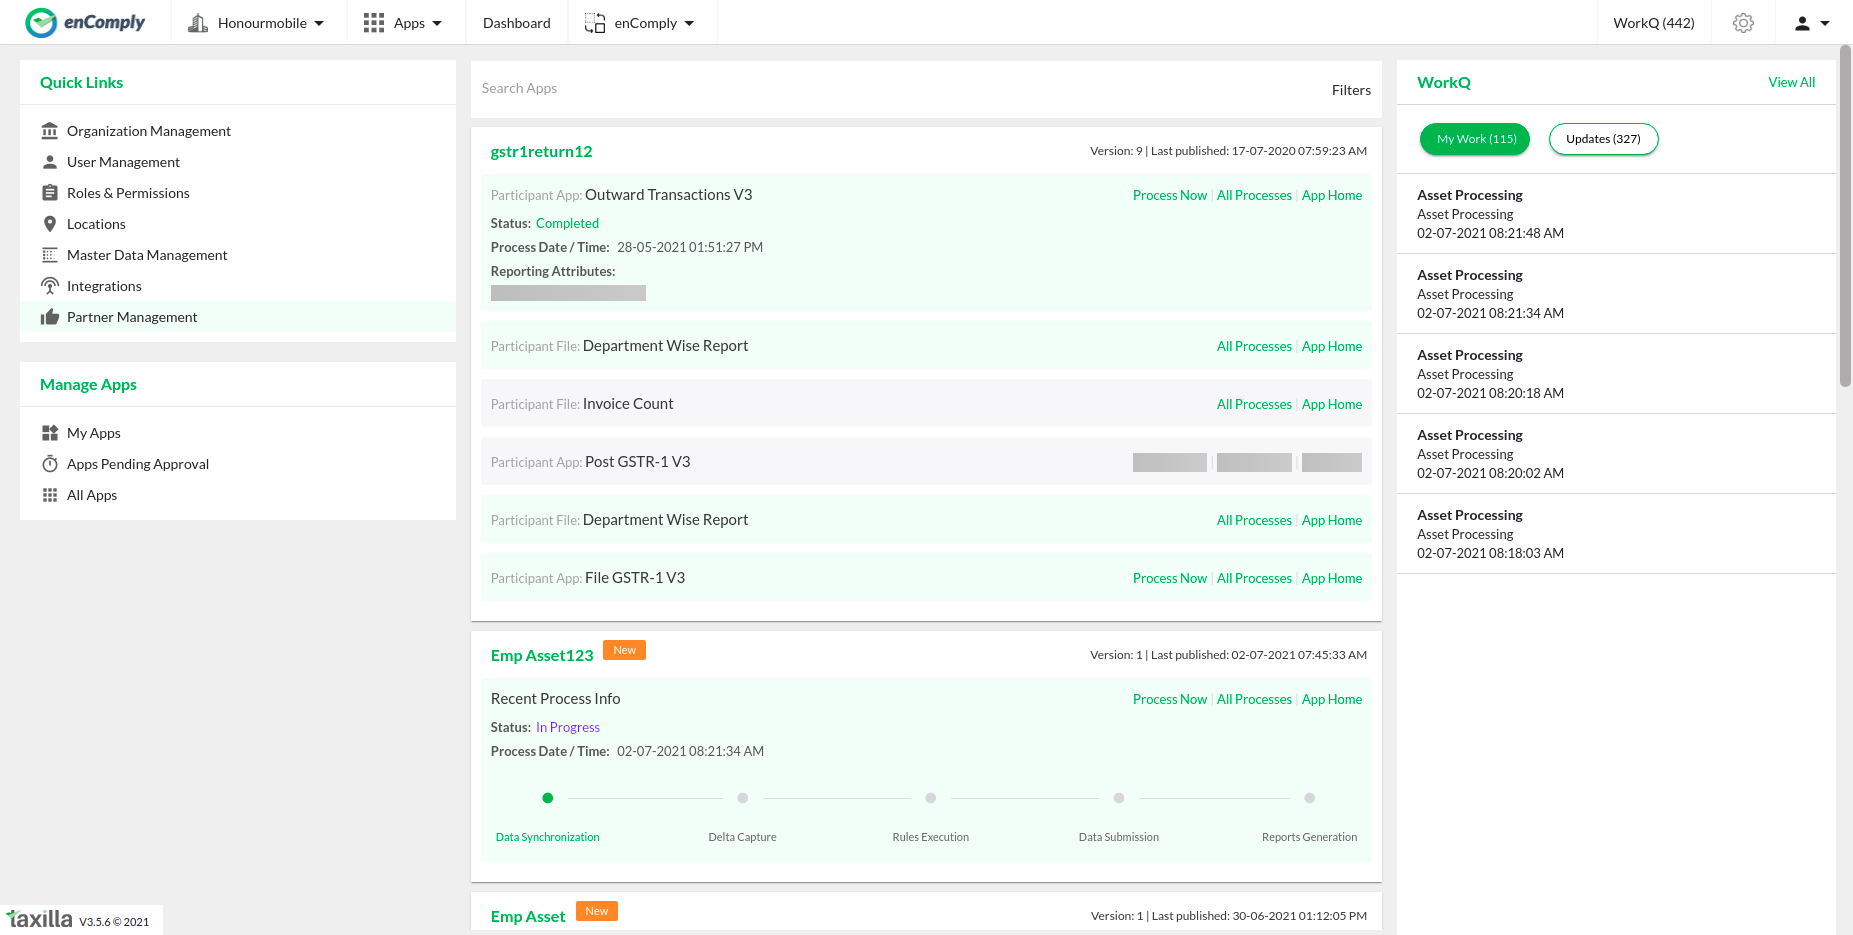 enComply
Honourmobile
Apps
Dashboard
enComply
WorkQ (442)
Quick Links
Organization Management
User Management
Roles & Permissions
Locations
Master Data Management
Integrations
Partner Management
Manage Apps
My Apps
Apps Pending Approval
All Apps
Search Apps
Filters
gstr1return12
Version: 9 | Last published: 17-07-2020 07:59:23 AM
Participant App: Outward Transactions V3
Process Now | All Processes | App Home
Status: Completed
Process Date / Time: 28-05-2021 01:51:27 PM
Reporting Attributes:
Participant File: Department Wise Report
All Processes | App Home
Participant File: Invoice Count
All Processes | App Home
Participant App: Post GSTR-1 V3
Participant File: Department Wise Report
All Processes | App Home
Participant App: File GSTR-1 V3
Process Now | All Processes | App Home
Emp Asset123
New
Version: 1 | Last published: 02-07-2021 07:45:33 AM
Recent Process Info
Process Now | All Processes | App Home
Status: In Progress
Process Date / Time: 02-07-2021 08:21:34 AM
Data Synchronization
Delta Capture
Rules Execution
Data Submission
Reports Generation
Emp Asset
New
Version: 1 | Last published: 30-06-2021 01:12:05 PM
WorkQ
View All
My Work (115)
Updates (327)
Asset Processing
Asset Processing
02-07-2021 08:21:48 AM
Asset Processing
Asset Processing
02-07-2021 08:21:34 AM
Asset Processing
Asset Processing
02-07-2021 08:20:18 AM
Asset Processing
Asset Processing
02-07-2021 08:20:02 AM
Asset Processing
Asset Processing
02-07-2021 08:18:03 AM
taxilla V3.5.6 © 2021